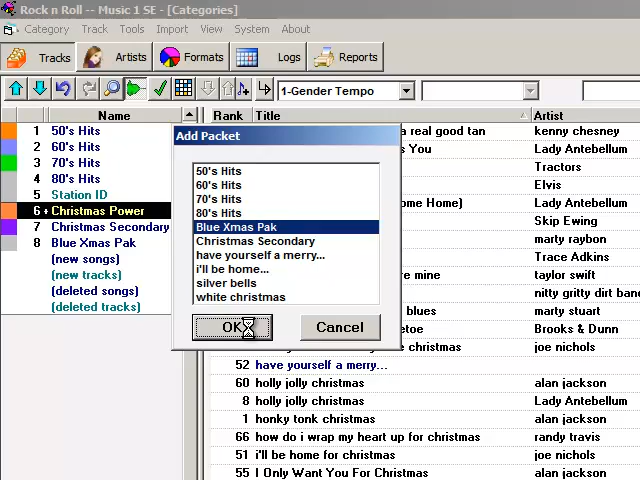 Rock n Roll -- Music 1 SE - [Categories]
Category Track Tools Import View System About
Tracks Artists Formats Logs Reports
1-Gender Tempo
Name Rank Title Artist
1 50's Hits
2 60's Hits
3 70's Hits
4 80's Hits
5 Station ID
6 + Christmas Power
7 Christmas Secondary
8 Blue Xmas Pak
(new songs)
(new tracks)
(deleted songs)
(deleted tracks)
Add Packet
50's Hits
60's Hits
70's Hits
80's Hits
Blue Xmas Pak
Christmas Secondary
have yourself a merry...
i'll be home...
silver bells
white christmas
OK Cancel
a real good tan kenny chesney
s You Lady Antebellum
Tractors
Elvis
ome Home) Lady Antebellum
Skip Ewing
marty raybon
Trace Adkins
me mine taylor swift
nitty gritty dirt ban
blues marty stuart
etoe Brooks & Dunn
christmas joe nichols
52 have yourself a merry...
60 holly jolly christmas alan jackson
8 holly jolly christmas Lady Antebellum
1 honky tonk christmas alan jackson
66 how do i wrap my heart up for christmas randy travis
51 i'll be home for christmas joe nichols
55 I Only Want You For Christmas alan jackson